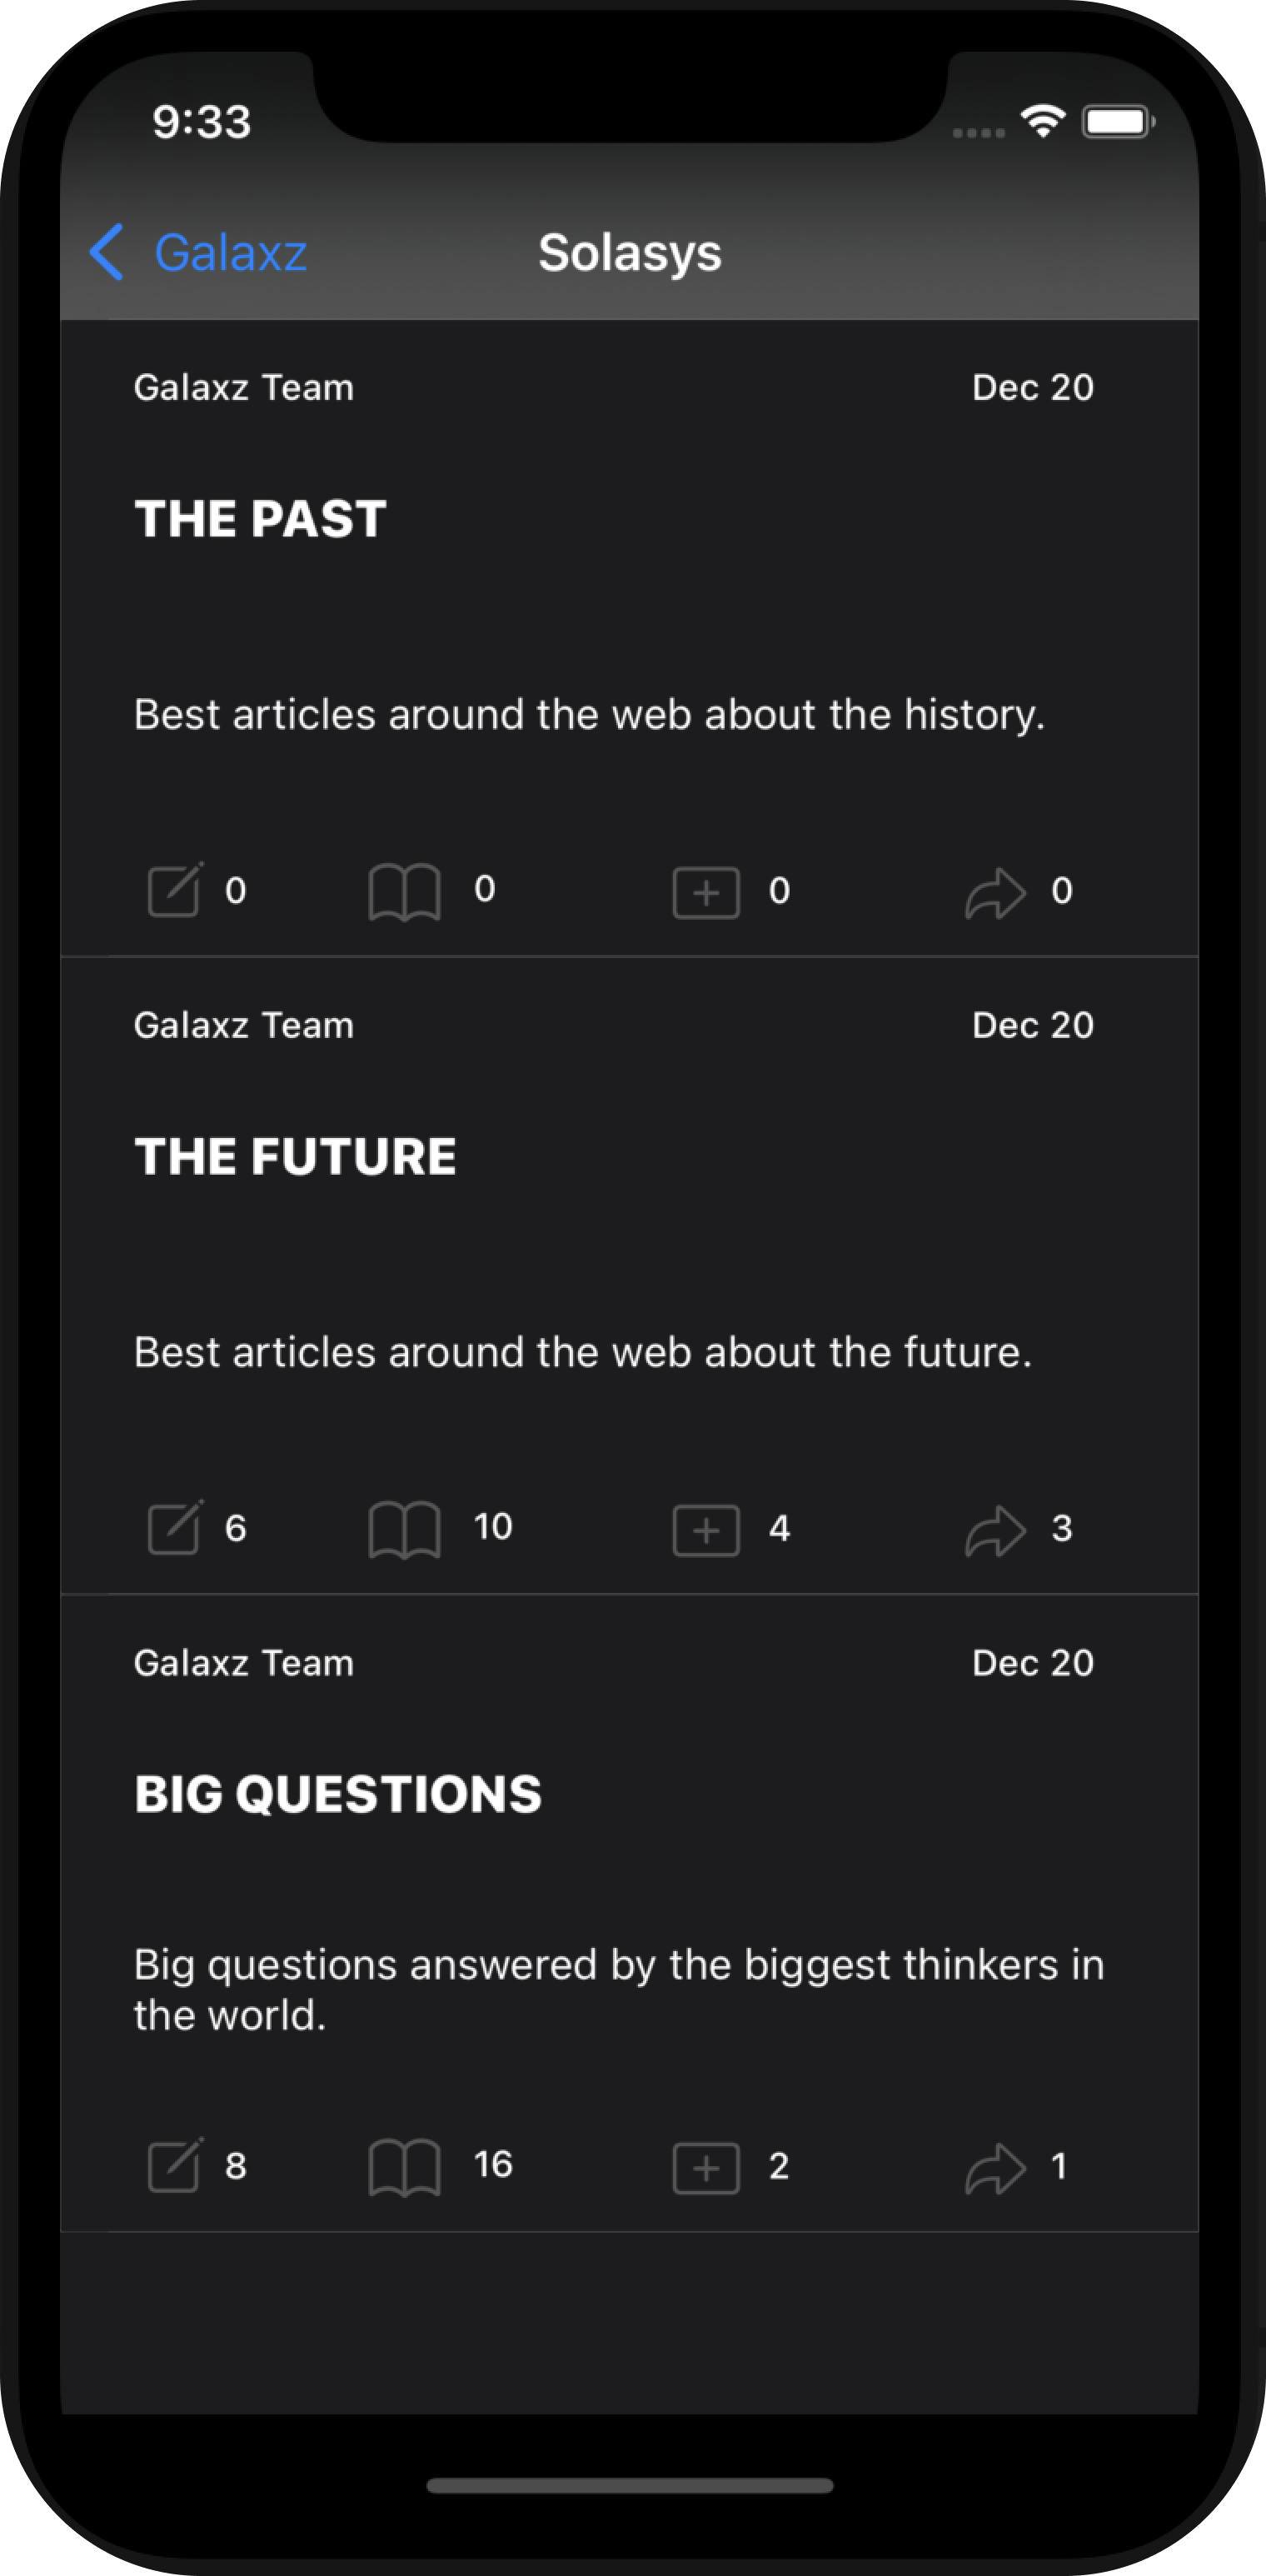 9:33
Galaxz Solasys
Galaxz Team Dec 20
THE PAST
Best articles around the web about the history.
0 0 0 0
Galaxz Team Dec 20
THE FUTURE
Best articles around the web about the future.
6 10 4 3
Galaxz Team Dec 20
BIG QUESTIONS
Big questions answered by the biggest thinkers in
the world.
8 16 2 1